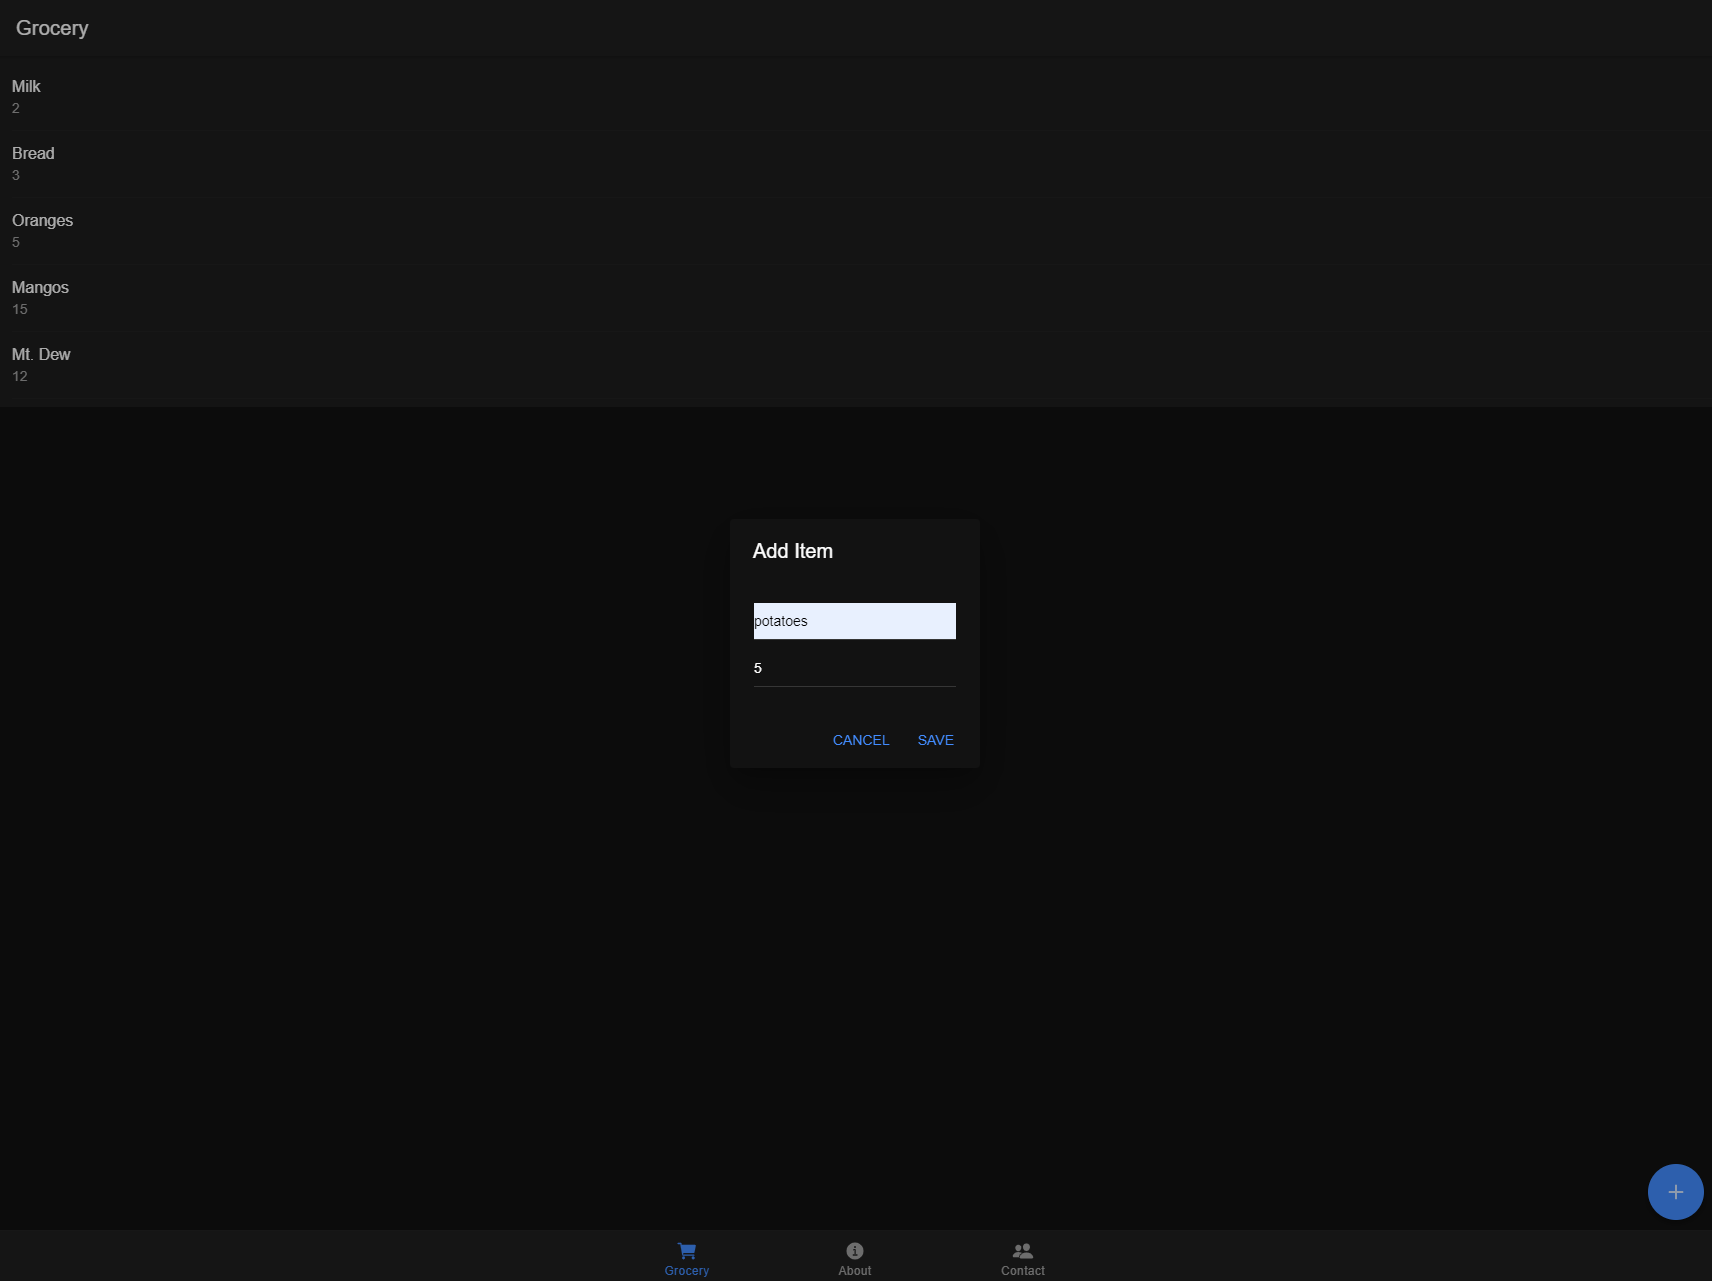 Grocery
Milk
2
Bread
3
Oranges
5
Mangos
15
Mt. Dew
12
Add Item
potatoes
5
CANCEL SAVE
+
Grocery About Contact